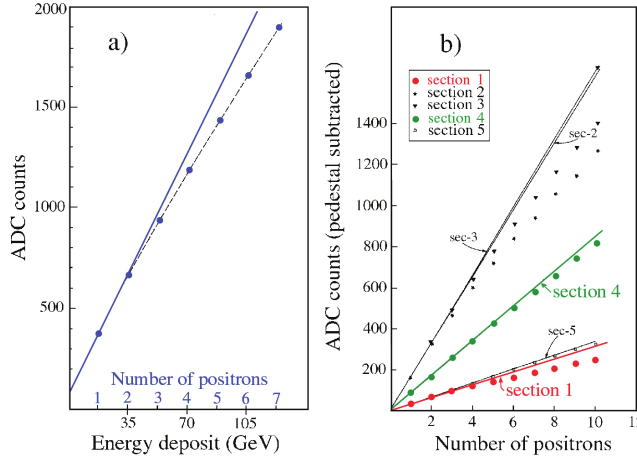 2000
a)
1500
1000
500
ADC counts
Number of positrons
1 2 3 4 5 6 7
35 70 105
Energy deposit (GeV)
b)
section 1
section 2
section 3
section 4
section 5
sec-2
sec-3
section 4
sec-5
section 1
1400
1200
1000
800
600
400
200
ADC counts (pedestal subtracted)
2 4 6 8 10 12
Number of positrons